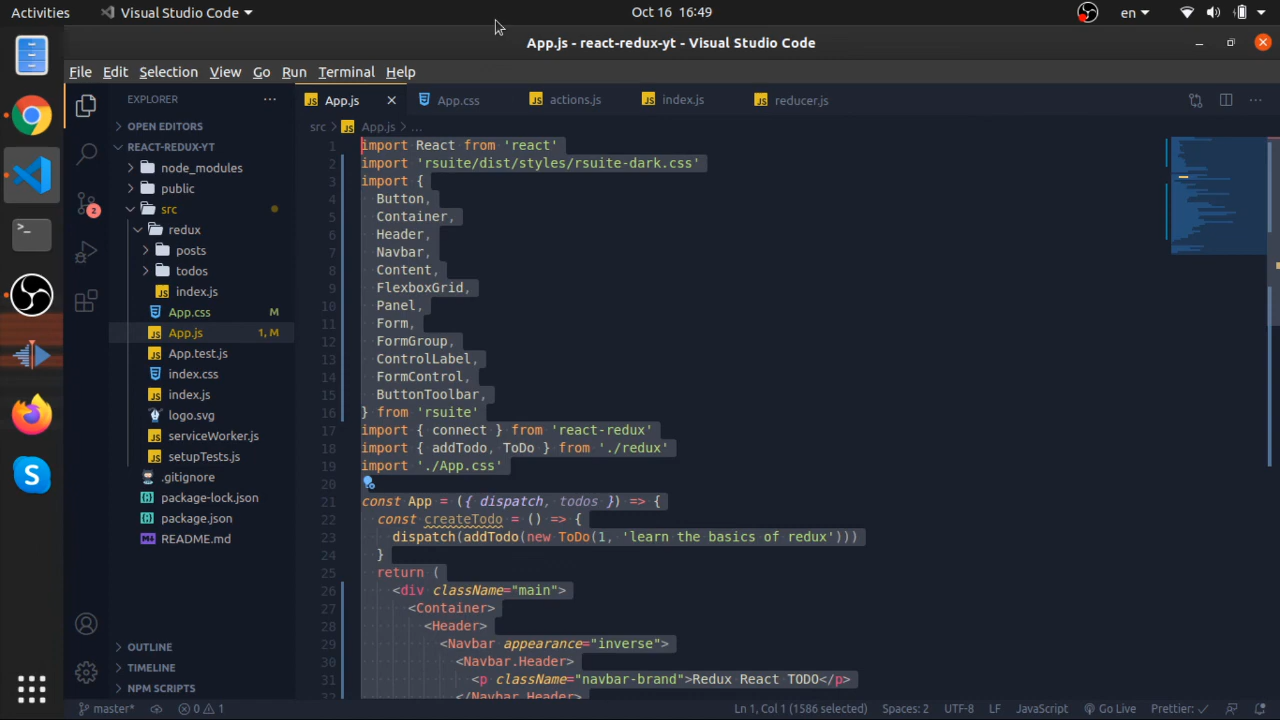 Activities
Visual Studio Code
Oct 16 16:49
en
App.js - react-redux-yt - Visual Studio Code
File Edit Selection View Go Run Terminal Help
EXPLORER
App.js
App.css
actions.js
index.js
reducer.js
OPEN EDITORS
REACT-REDUX-YT
node_modules
public
src
redux
posts
todos
index.js
App.css M
App.js 1, M
App.test.js
index.css
index.js
logo.svg
serviceWorker.js
setupTests.js
.gitignore
package-lock.json
package.json
README.md
OUTLINE
TIMELINE
NPM SCRIPTS
2
src > App.js > ...
1 import React from 'react'
2 import 'rsuite/dist/styles/rsuite-dark.css'
3 import {
4 Button,
5 Container,
6 Header,
7 Navbar,
8 Content,
9 FlexboxGrid,
10 Panel,
11 Form,
12 FormGroup,
13 ControlLabel,
14 FormControl,
15 ButtonToolbar,
16 } from 'rsuite'
17 import { connect } from 'react-redux'
18 import { addTodo, ToDo } from './redux'
19 import './App.css'
20
21 const App = ({ dispatch, todos }) => {
22 const createTodo = () => {
23 dispatch(addTodo(new ToDo(1, 'learn the basics of redux')))
24 }
25 return (
26 <div className="main">
27 <Container>
28 <Header>
29 <Navbar appearance="inverse">
30 <Navbar.Header>
31 <p className="navbar-brand">Redux React TODO</p>
32 </Navbar.Header>
master*
0 1
Ln 1, Col 1 (1586 selected)
Spaces: 2
UTF-8
LF
JavaScript
Go Live
Prettier: ✓